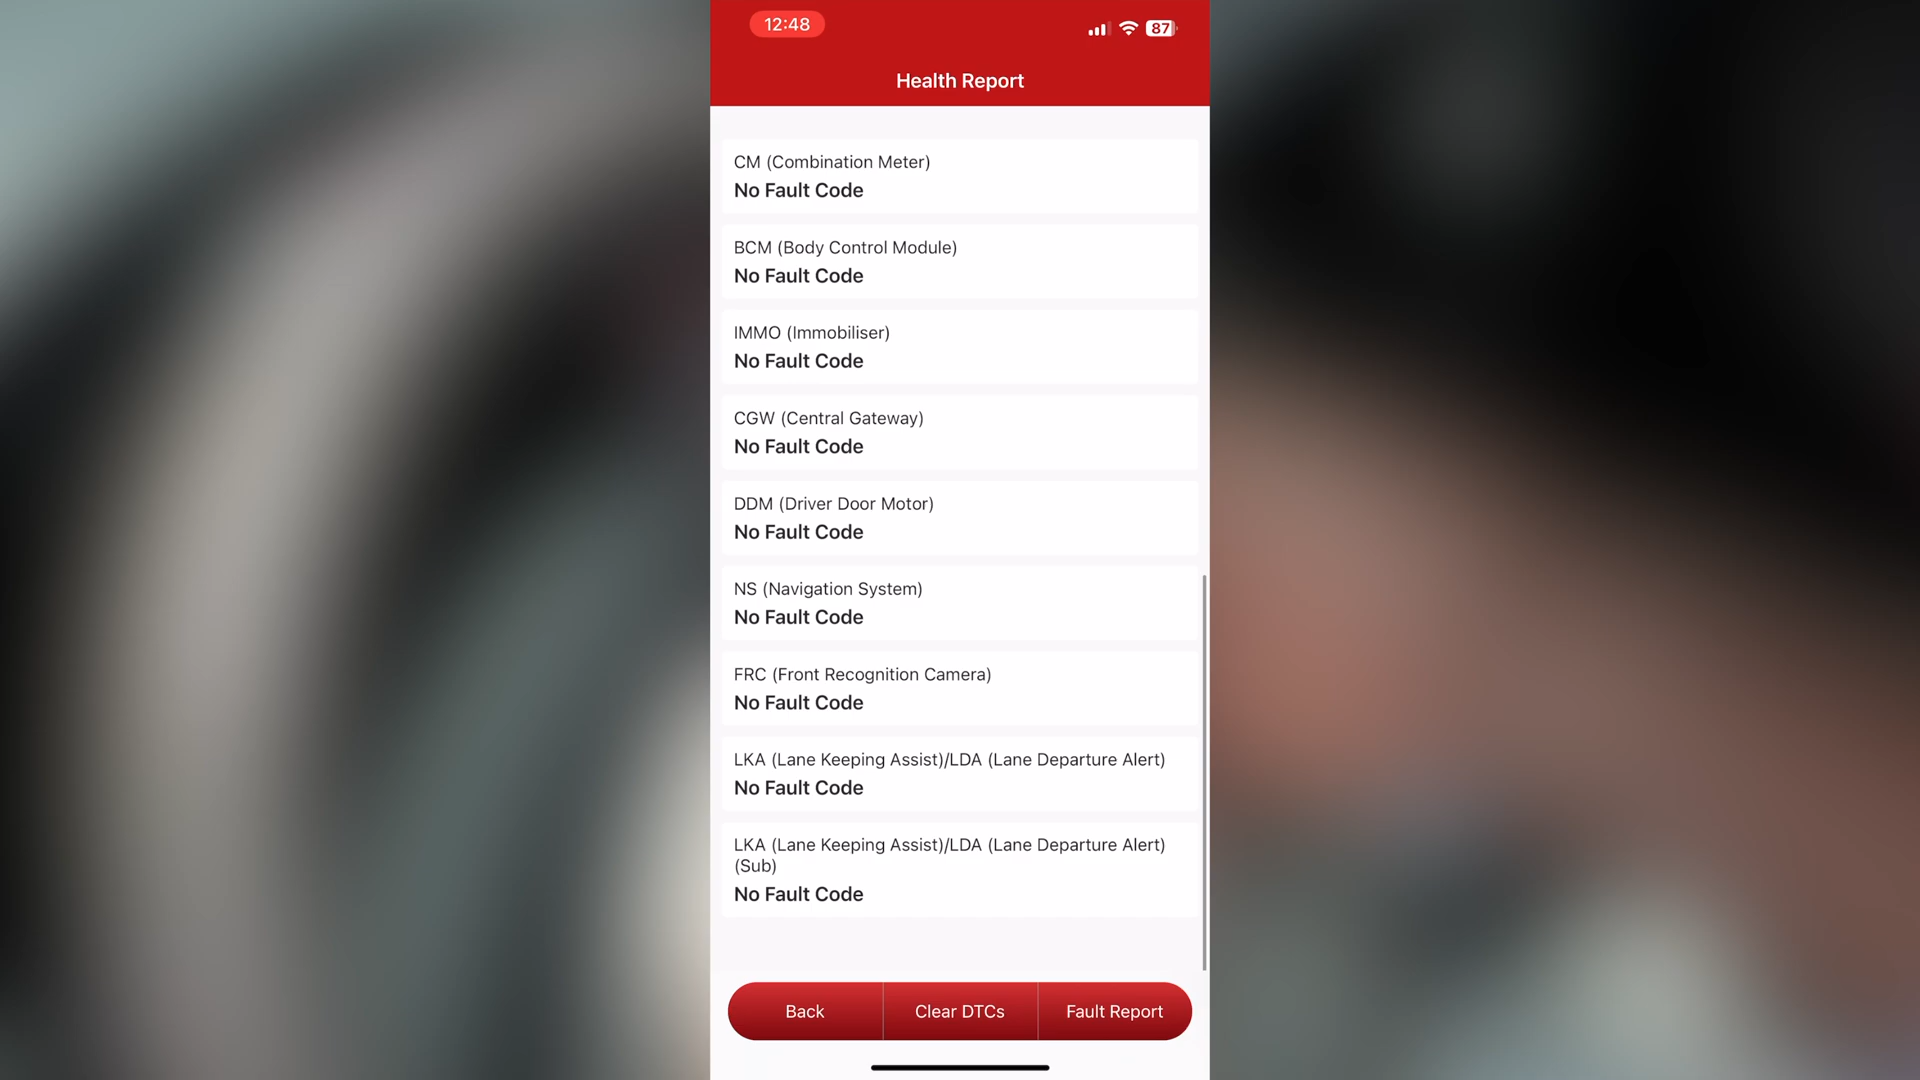 12:48
87
Health Report
CM (Combination Meter)
No Fault Code
BCM (Body Control Module)
No Fault Code
IMMO (Immobiliser)
No Fault Code
CGW (Central Gateway)
No Fault Code
DDM (Driver Door Motor)
No Fault Code
NS (Navigation System)
No Fault Code
FRC (Front Recognition Camera)
No Fault Code
LKA (Lane Keeping Assist)/LDA (Lane Departure Alert)
No Fault Code
LKA (Lane Keeping Assist)/LDA (Lane Departure Alert)
(Sub)
No Fault Code
Back
Clear DTCs
Fault Report